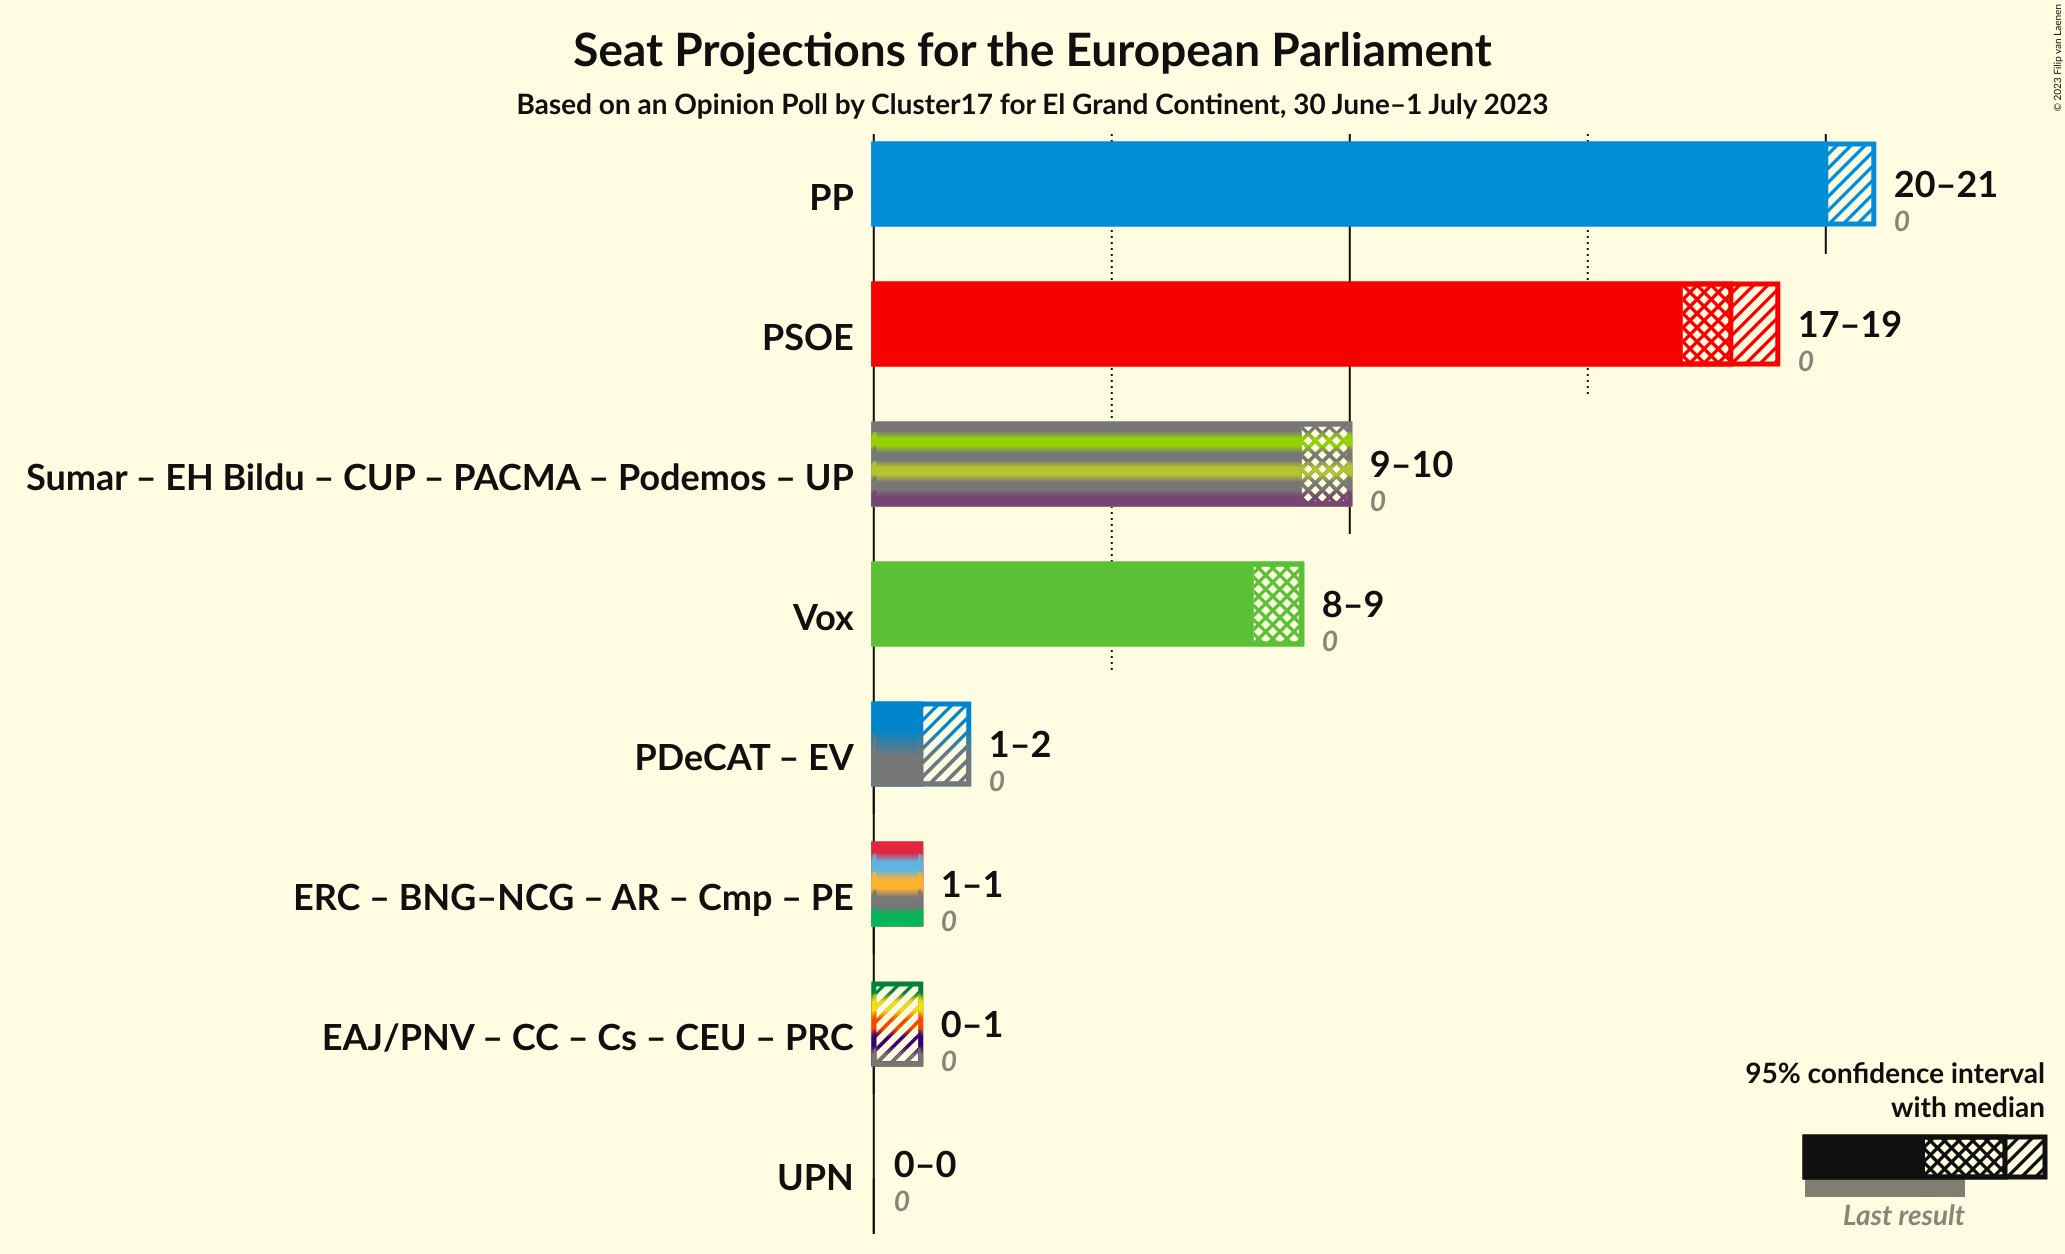 Seat Projections for the European Parliament
Based on an Opinion Poll by Cluster17 for El Grand Continent, 30 June–1 July 2023
© 2023 Filip van Laenen
PP
20–21
0
PSOE
17–19
0
Sumar – EH Bildu – CUP – PACMA – Podemos – UP
9–10
0
Vox
8–9
0
PDeCAT – EV
1–2
0
ERC – BNG–NCG – AR – Cmp – PE
1–1
0
EAJ/PNV – CC – Cs – CEU – PRC
0–1
0
UPN
0–0
0
95% confidence interval
with median
Last result